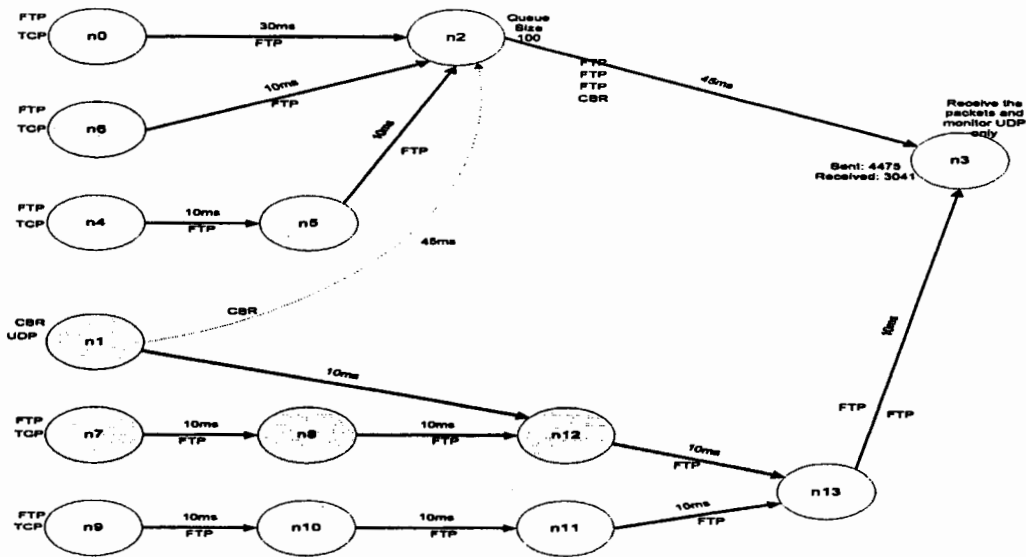 FTP
TCP
n0
30ms
FTP
n2
Queue
Size
100
FTP
FTP
FTP
CBR
45ms
FTP
TCP
n6
10ms
FTP
10ms
FTP
Receive the
packets and
monitor UDP
only
n3
Sent: 4475
Received: 3041
FTP
TCP
n4
10ms
FTP
n5
45ms
CBR
CBR
UDP
n1
10ms
10ms
FTP
FTP
FTP
TCP
n7
10ms
FTP
n8
10ms
FTP
n12
10ms
FTP
n13
FTP
TCP
n9
10ms
FTP
n10
10ms
FTP
n11
10ms
FTP